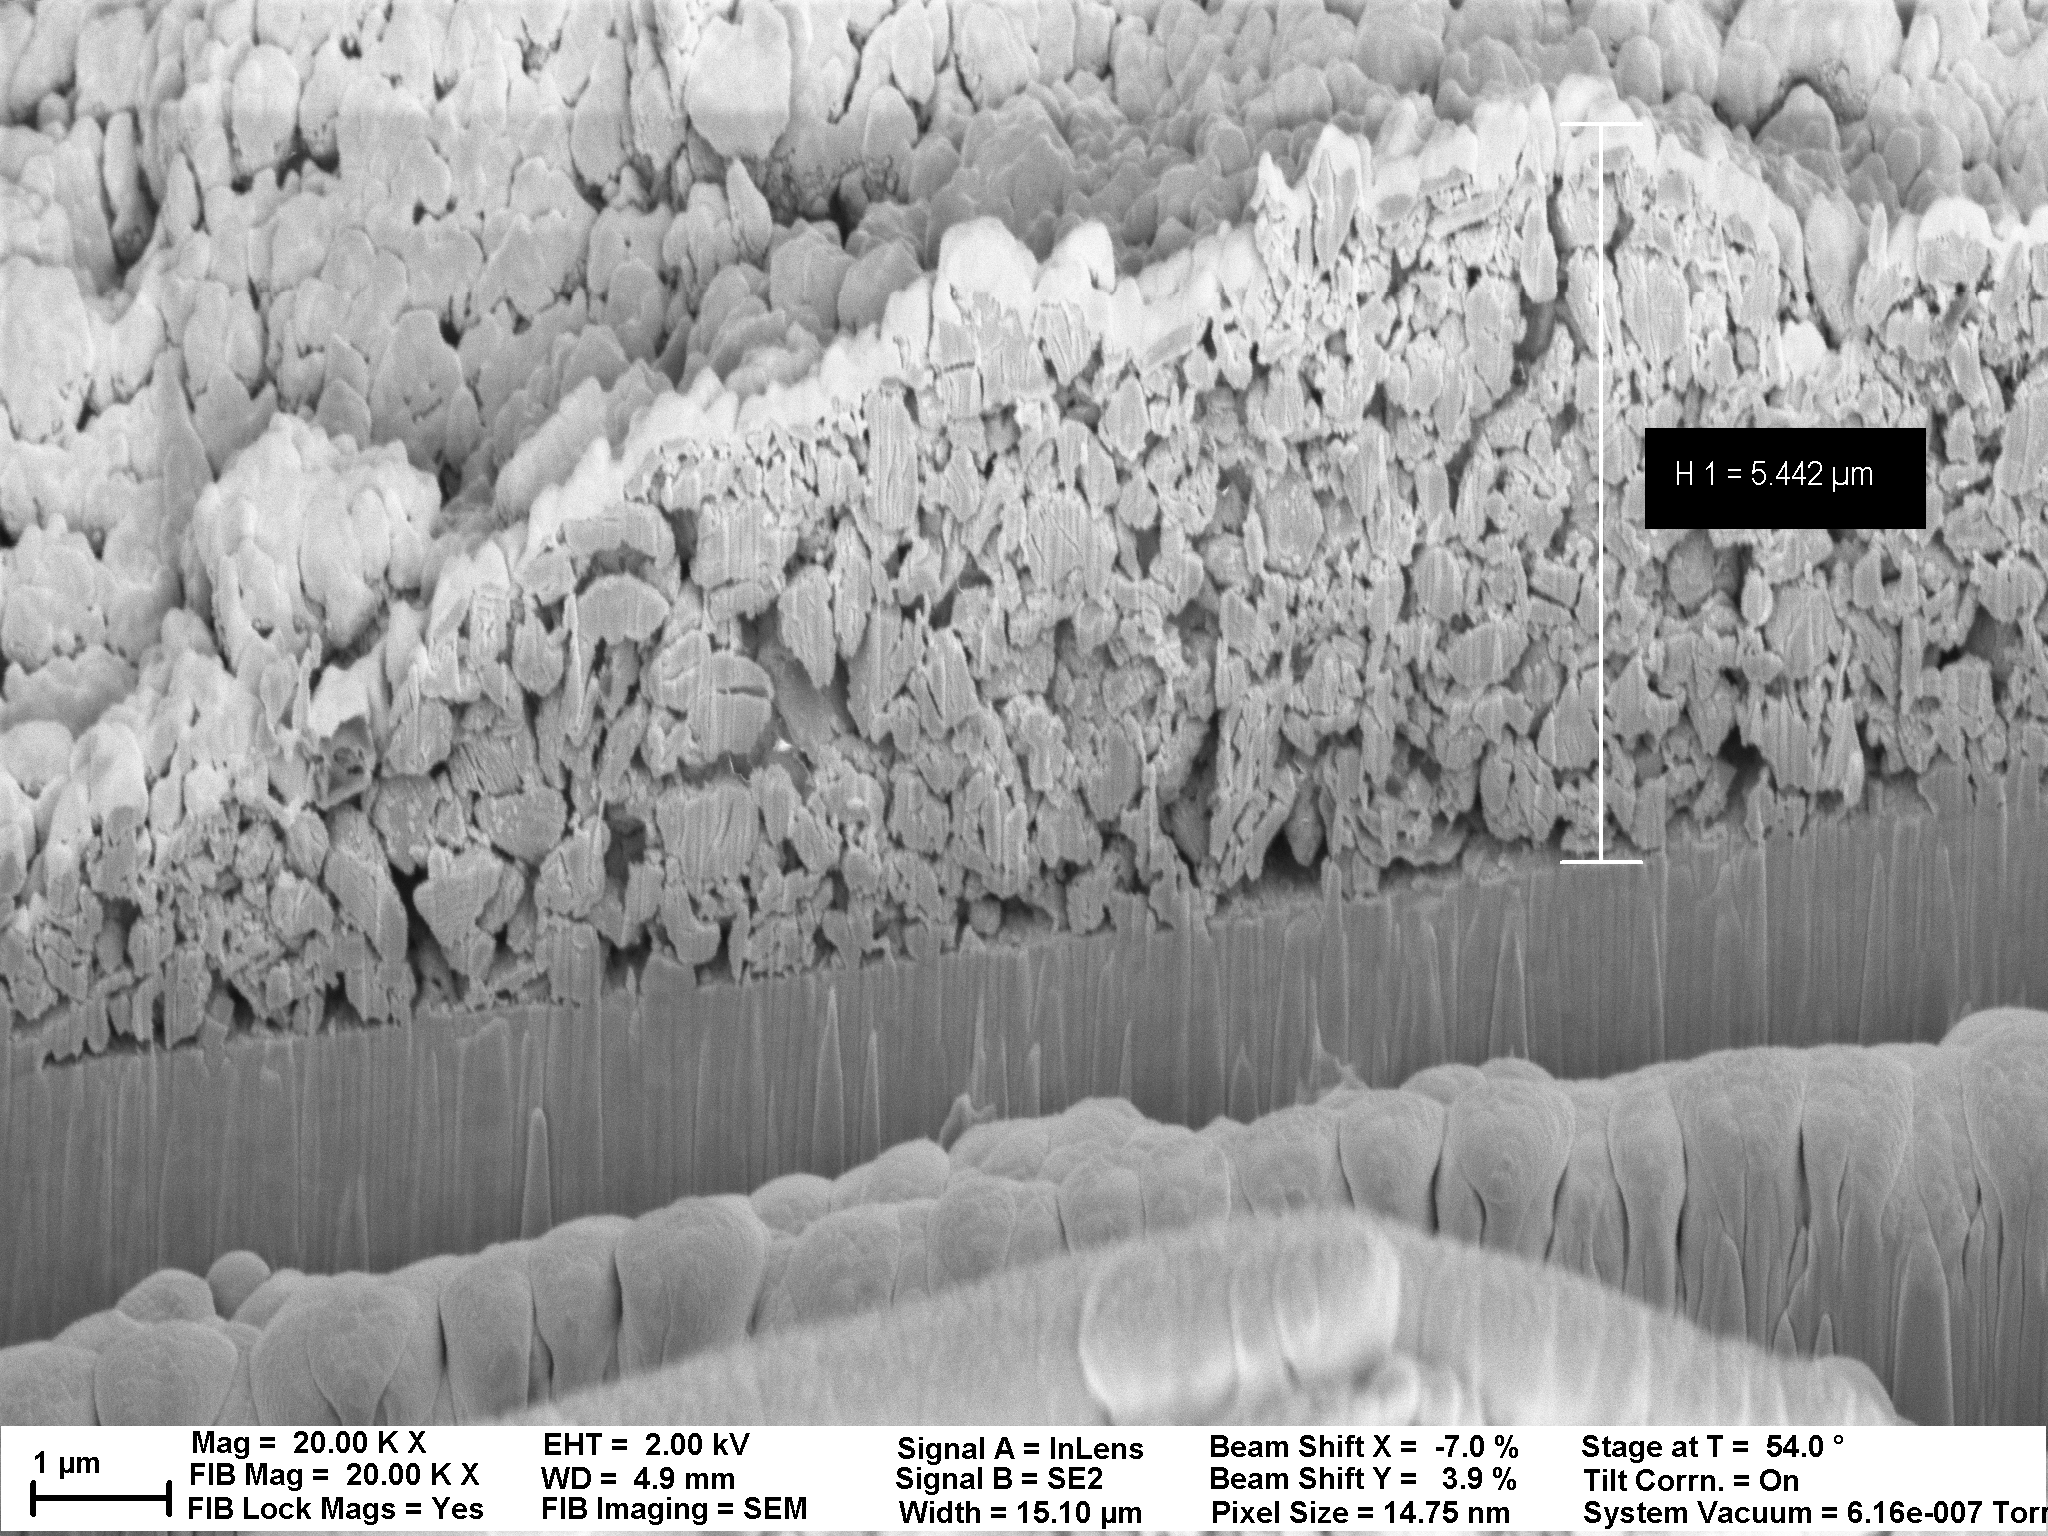 H 1 = 5.442 µm
1 µm
Mag = 20.00 K X
FIB Mag = 20.00 K X
FIB Lock Mags = Yes
EHT = 2.00 kV
WD = 4.9 mm
FIB Imaging = SEM
Signal A = InLens
Signal B = SE2
Width = 15.10 µm
Beam Shift X = -7.0 %
Beam Shift Y = 3.9 %
Pixel Size = 14.75 nm
Stage at T = 54.0 °
Tilt Corrn. = On
System Vacuum = 6.16e-007 Torr